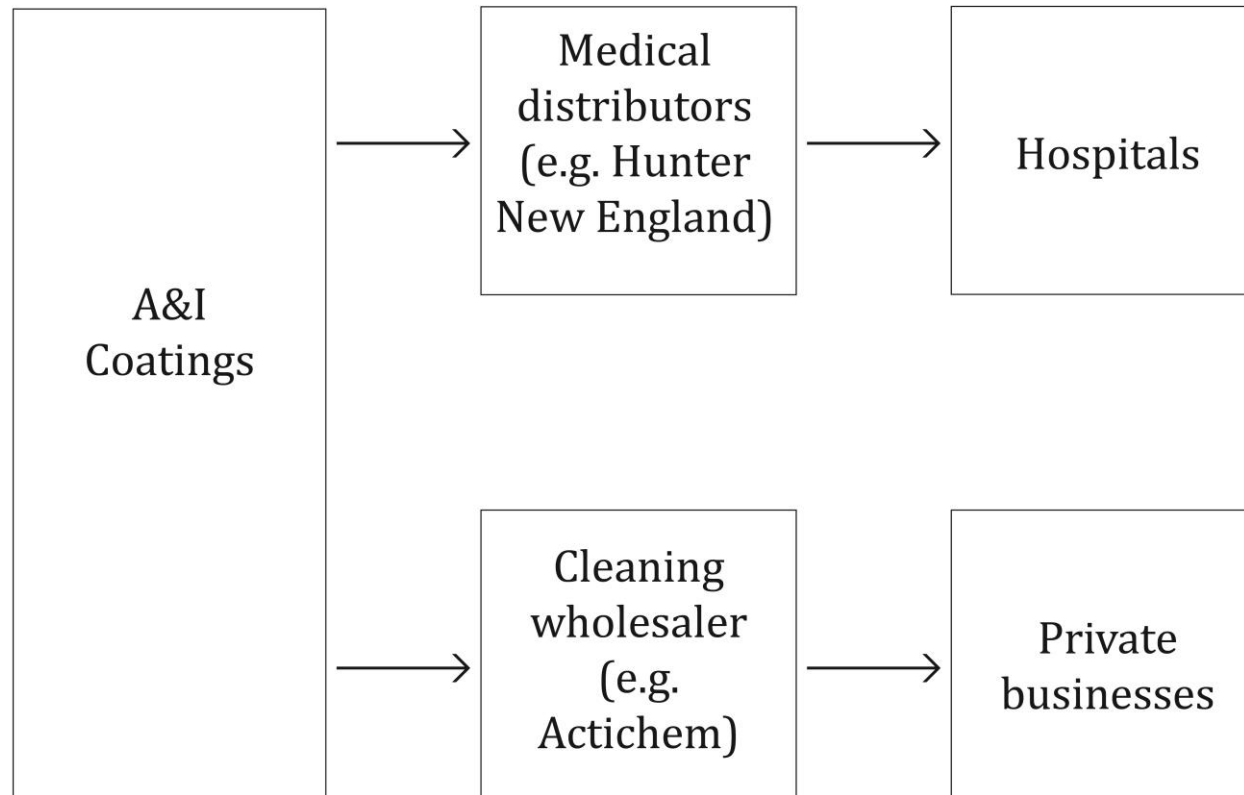 A&I
Coatings
Medical
distributors
(e.g. Hunter
New England)
Hospitals
Cleaning
wholesaler
(e.g.
Actichem)
Private
businesses